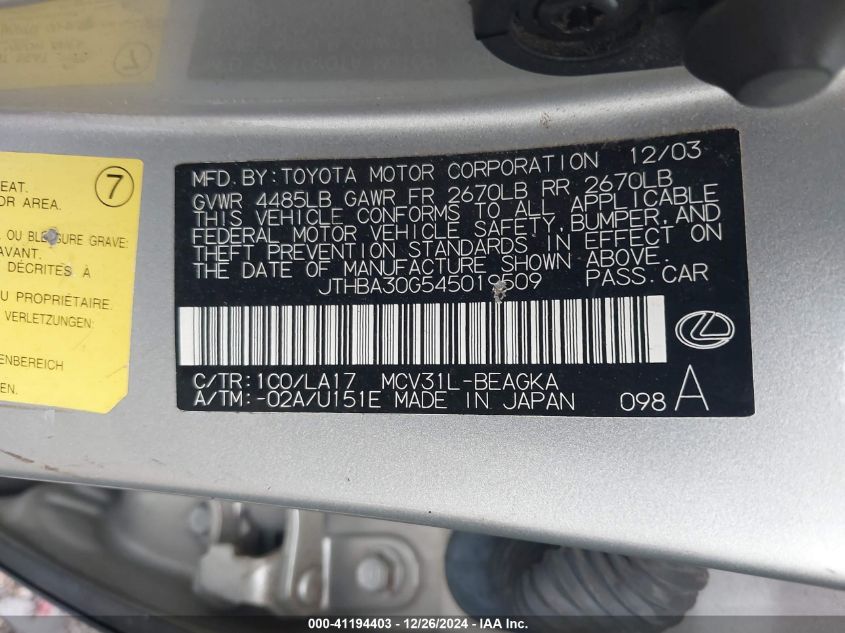 EAT.
OR AREA.
7
OU BLESSURE GRAVE:
AVANT.
DÉCRITES À
U PROPRIÉTAIRE
VERLETZUNGEN:
ENBEREICH
MFD. BY: TOYOTA MOTOR CORPORATION 12/03
GVWR 4485LB GAWR FR 2670LB RR 2670LB
THIS VEHICLE CONFORMS TO ALL APPLICABLE
FEDERAL MOTOR VEHICLE SAFETY, BUMPER, AND
THEFT PREVENTION STANDARDS IN EFFECT ON
THE DATE OF MANUFACTURE SHOWN ABOVE.
JTHBA30G545019509 PASS. CAR
C/TR: 1C0/LA17 MCV31L-BEAGKA
A/TM: -02A/U151E MADE IN JAPAN 098 A
000-41194403 - 12/26/2024 - IAA Inc.